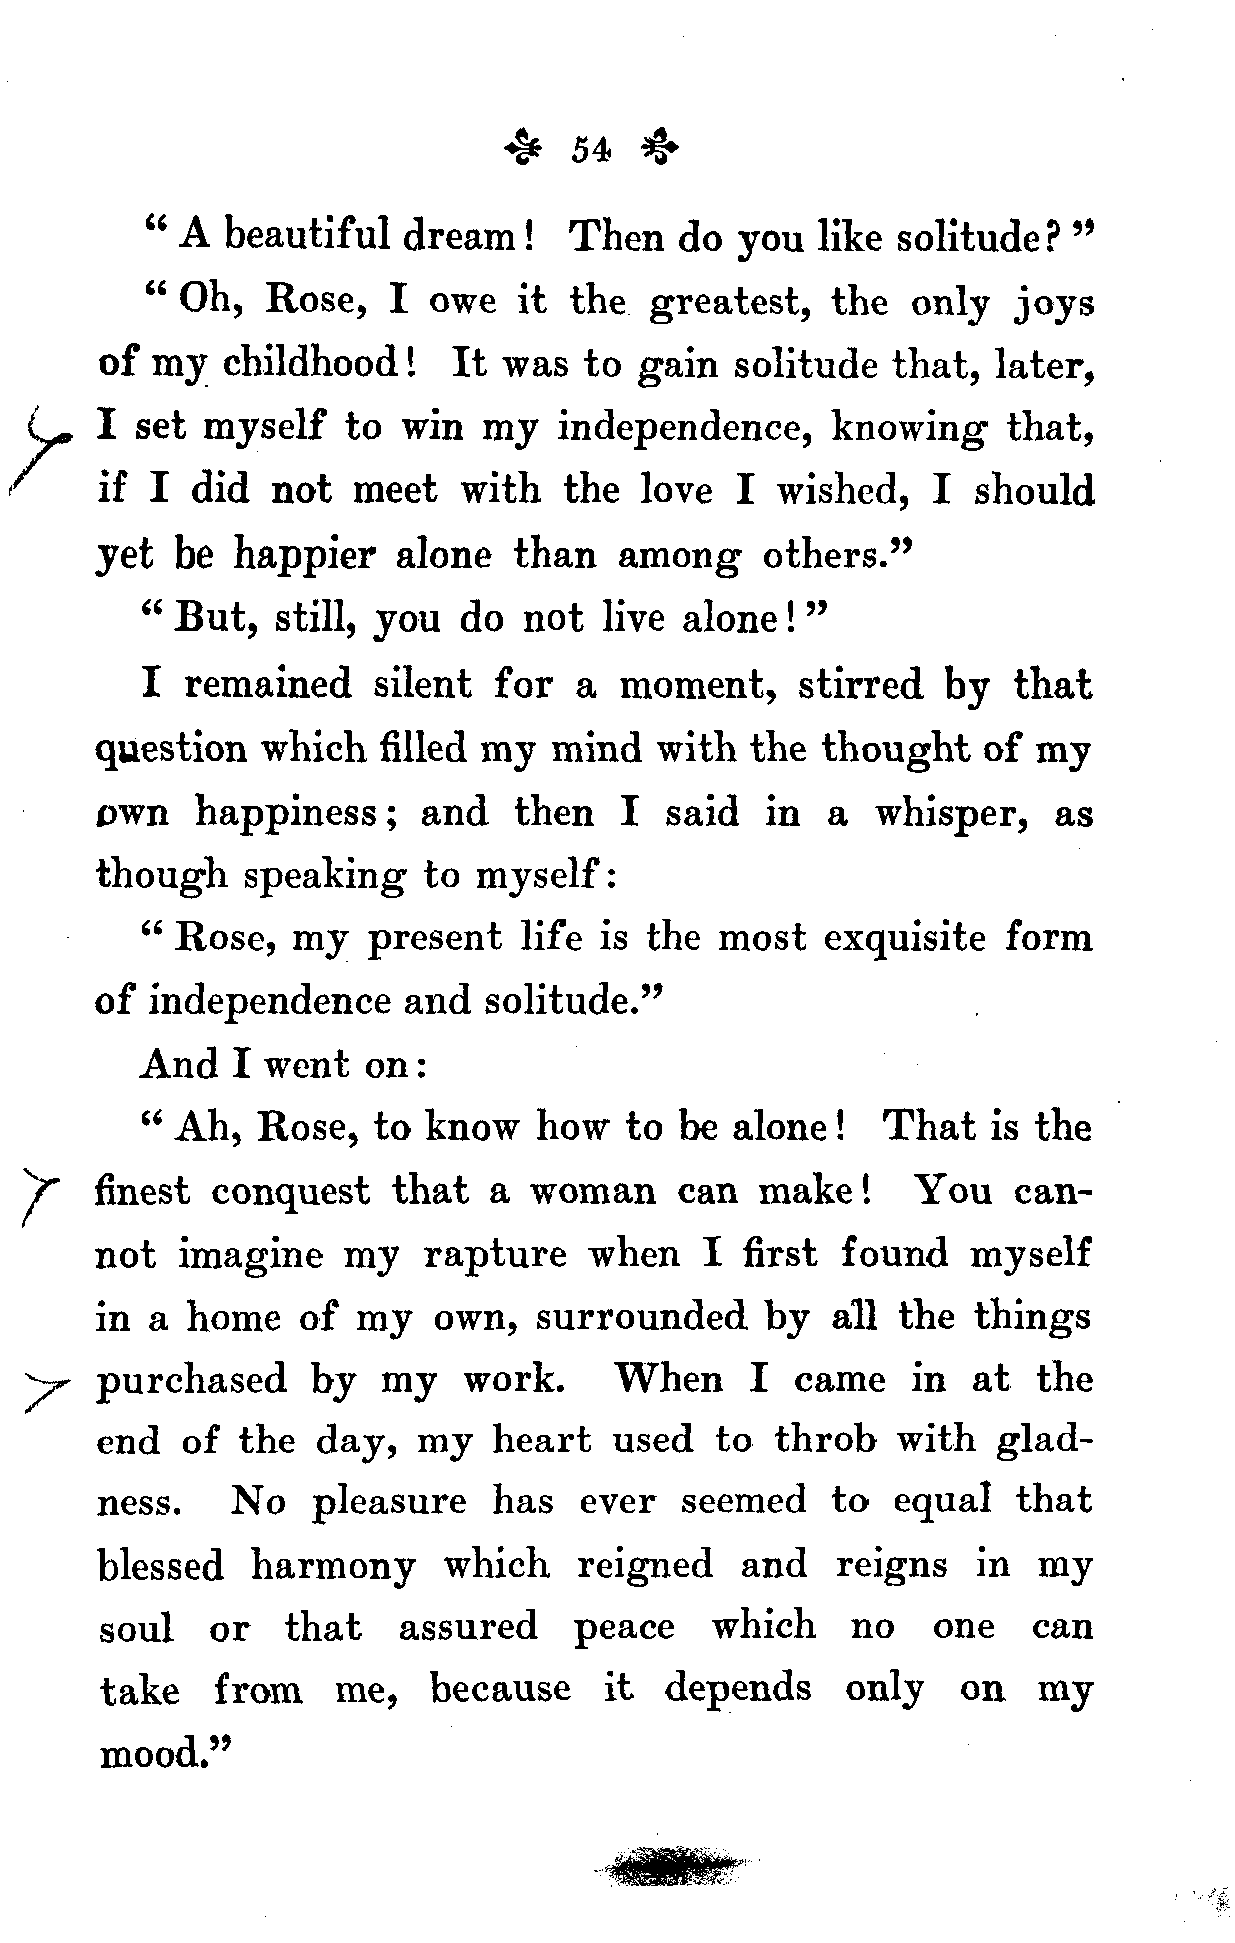 54
“ A beautiful dream! Then do you like solitude? ”
“ Oh, Rose, I owe it the greatest, the only joys
of my childhood! It was to gain solitude that, later,
I set myself to win my independence, knowing that,
if I did not meet with the love I wished, I should
yet be happier alone than among others.”
“ But, still, you do not live alone! ”
I remained silent for a moment, stirred by that
question which filled my mind with the thought of my
own happiness; and then I said in a whisper, as
though speaking to myself:
“ Rose, my present life is the most exquisite form
of independence and solitude.”
And I went on:
“ Ah, Rose, to know how to be alone! That is the
finest conquest that a woman can make! You can-
not imagine my rapture when I first found myself
in a home of my own, surrounded by all the things
purchased by my work. When I came in at the
end of the day, my heart used to throb with glad-
ness. No pleasure has ever seemed to equal that
blessed harmony which reigned and reigns in my
soul or that assured peace which no one can
take from me, because it depends only on my
mood.”